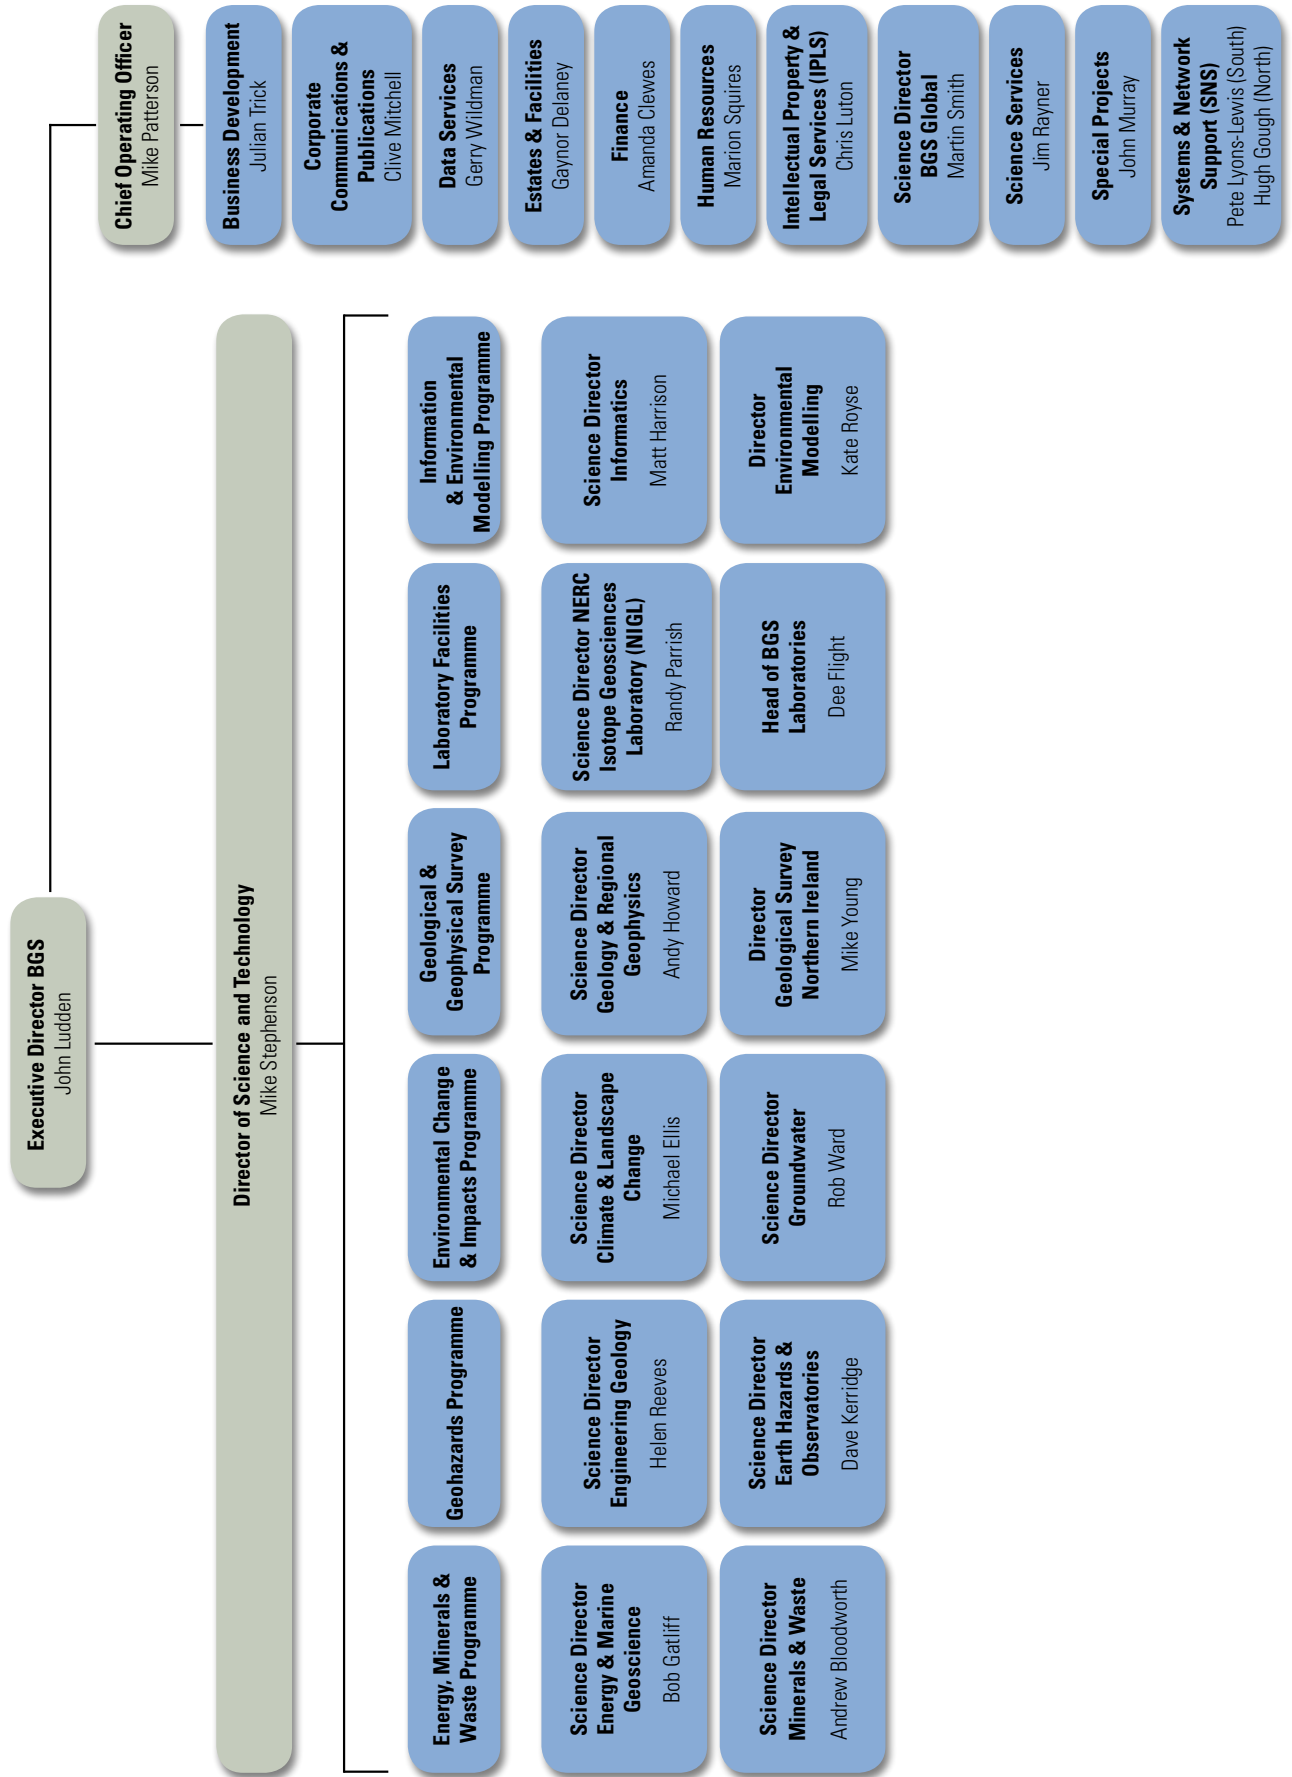 Executive Director BGS
John Ludden
Chief Operating Officer
Mike Patterson
Director of Science and Technology
Mike Stephenson
Energy, Minerals &
Waste Programme
Science Director
Energy & Marine
Geoscience
Bob Gatliff
Science Director
Minerals & Waste
Andrew Bloodworth
Geohazards Programme
Science Director
Engineering Geology
Helen Reeves
Science Director
Earth Hazards &
Observatories
Dave Kerridge
Environmental Change
& Impacts Programme
Science Director
Climate & Landscape
Change
Michael Ellis
Science Director
Groundwater
Rob Ward
Geological &
Geophysical Survey
Programme
Science Director
Geology & Regional
Geophysics
Andy Howard
Director
Geological Survey
Northern Ireland
Mike Young
Laboratory Facilities
Programme
Science Director NERC
Isotope Geosciences
Laboratory (NIGL)
Randy Parrish
Head of BGS
Laboratories
Dee Flight
Information
& Environmental
Modelling Programme
Science Director
Informatics
Matt Harrison
Director
Environmental
Modelling
Kate Royse
Business Development
Julian Trick
Corporate
Communications &
Publications
Clive Mitchell
Data Services
Gerry Wildman
Estates & Facilities
Gaynor Delaney
Finance
Amanda Clewes
Human Resources
Marion Squires
Intellectual Property &
Legal Services (IPLS)
Chris Luton
Science Director
BGS Global
Martin Smith
Science Services
Jim Rayner
Special Projects
John Murray
Systems & Network
Support (SNS)
Pete Lyons-Lewis (South)
Hugh Gough (North)